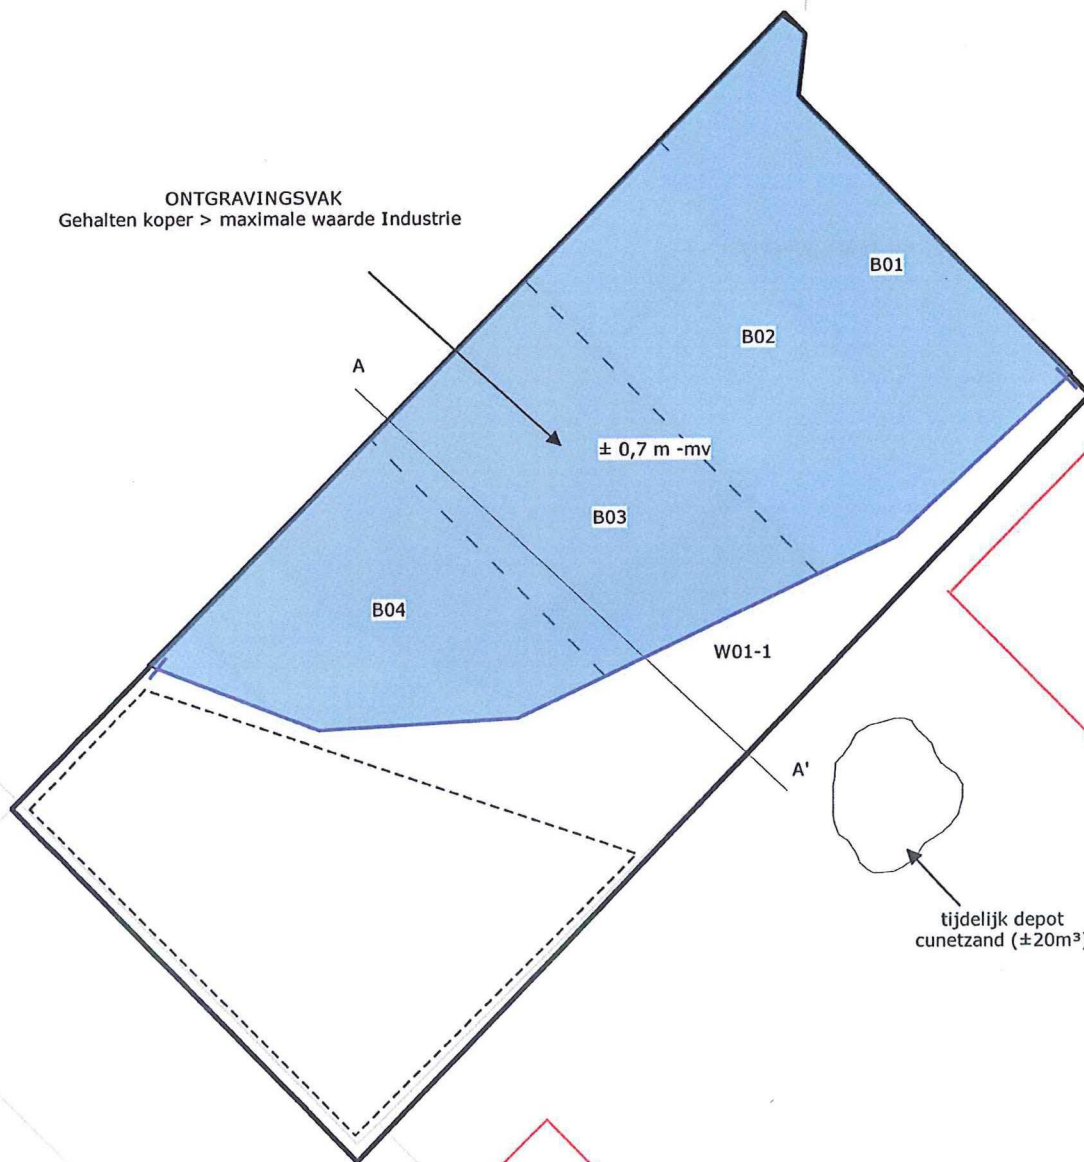 ONTGRAVINGSVAK
Gehalten koper > maximale waarde Industrie
B01
B02
A
± 0,7 m -mv
B03
B04
W01-1
A'
tijdelijk depot
cunetzand (±20m³)